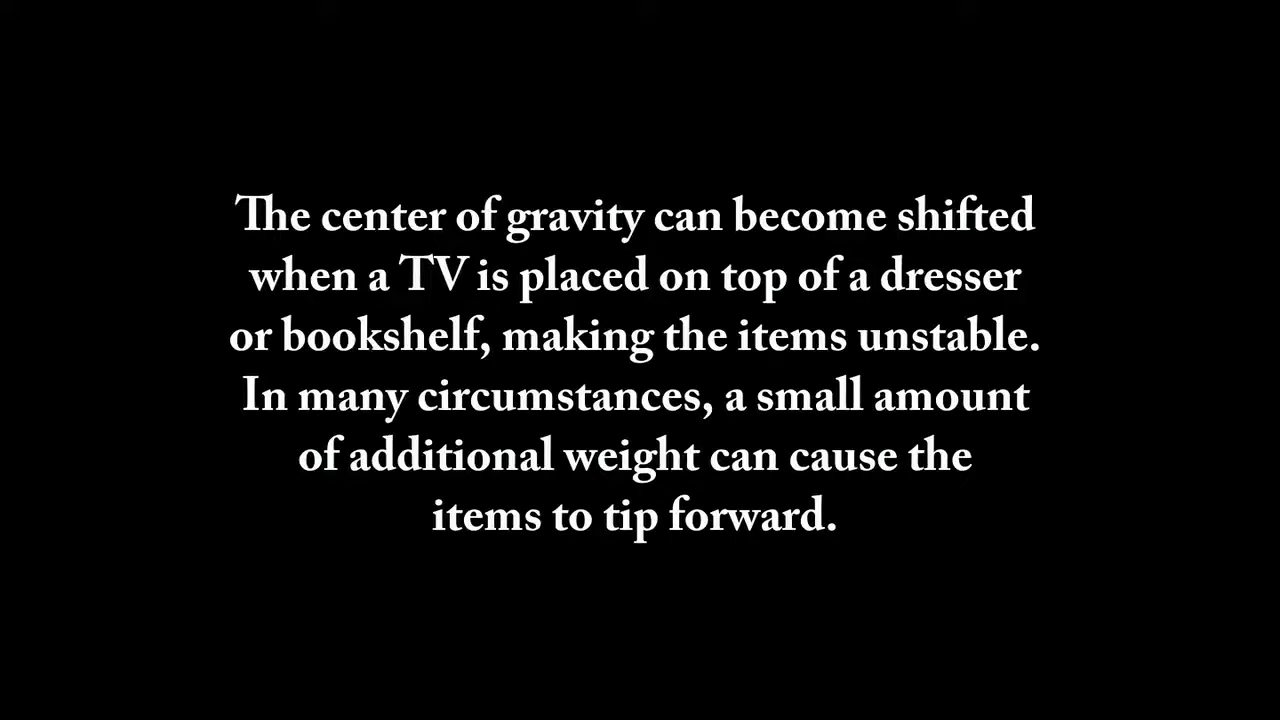 The center of gravity can become shifted
when a TV is placed on top of a dresser
or bookshelf, making the items unstable.
In many circumstances, a small amount
of additional weight can cause the
items to tip forward.